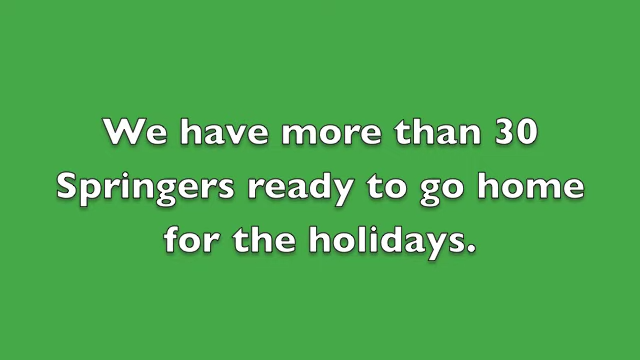 We have more than 30
Springers ready to go home
for the holidays.